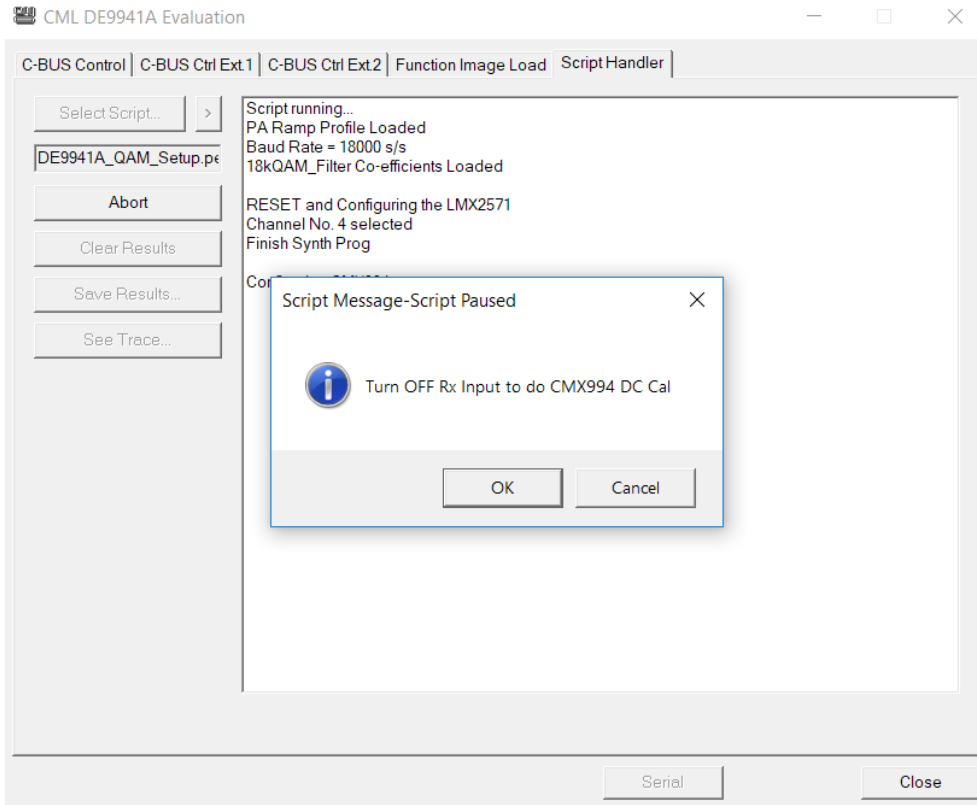 CML DE9941A Evaluation
C-BUS Control
C-BUS Ctrl Ext.1
C-BUS Ctrl Ext.2
Function Image Load
Script Handler
Select Script...
>
DE9941A_QAM_Setup.pe
Abort
Clear Results
Save Results...
See Trace...
Script running...
PA Ramp Profile Loaded
Baud Rate = 18000 s/s
18kQAM_Filter Co-efficients Loaded
RESET and Configuring the LMX2571
Channel No. 4 selected
Finish Synth Prog
Script Message-Script Paused
Turn OFF Rx Input to do CMX994 DC Cal
OK
Cancel
Serial
Close